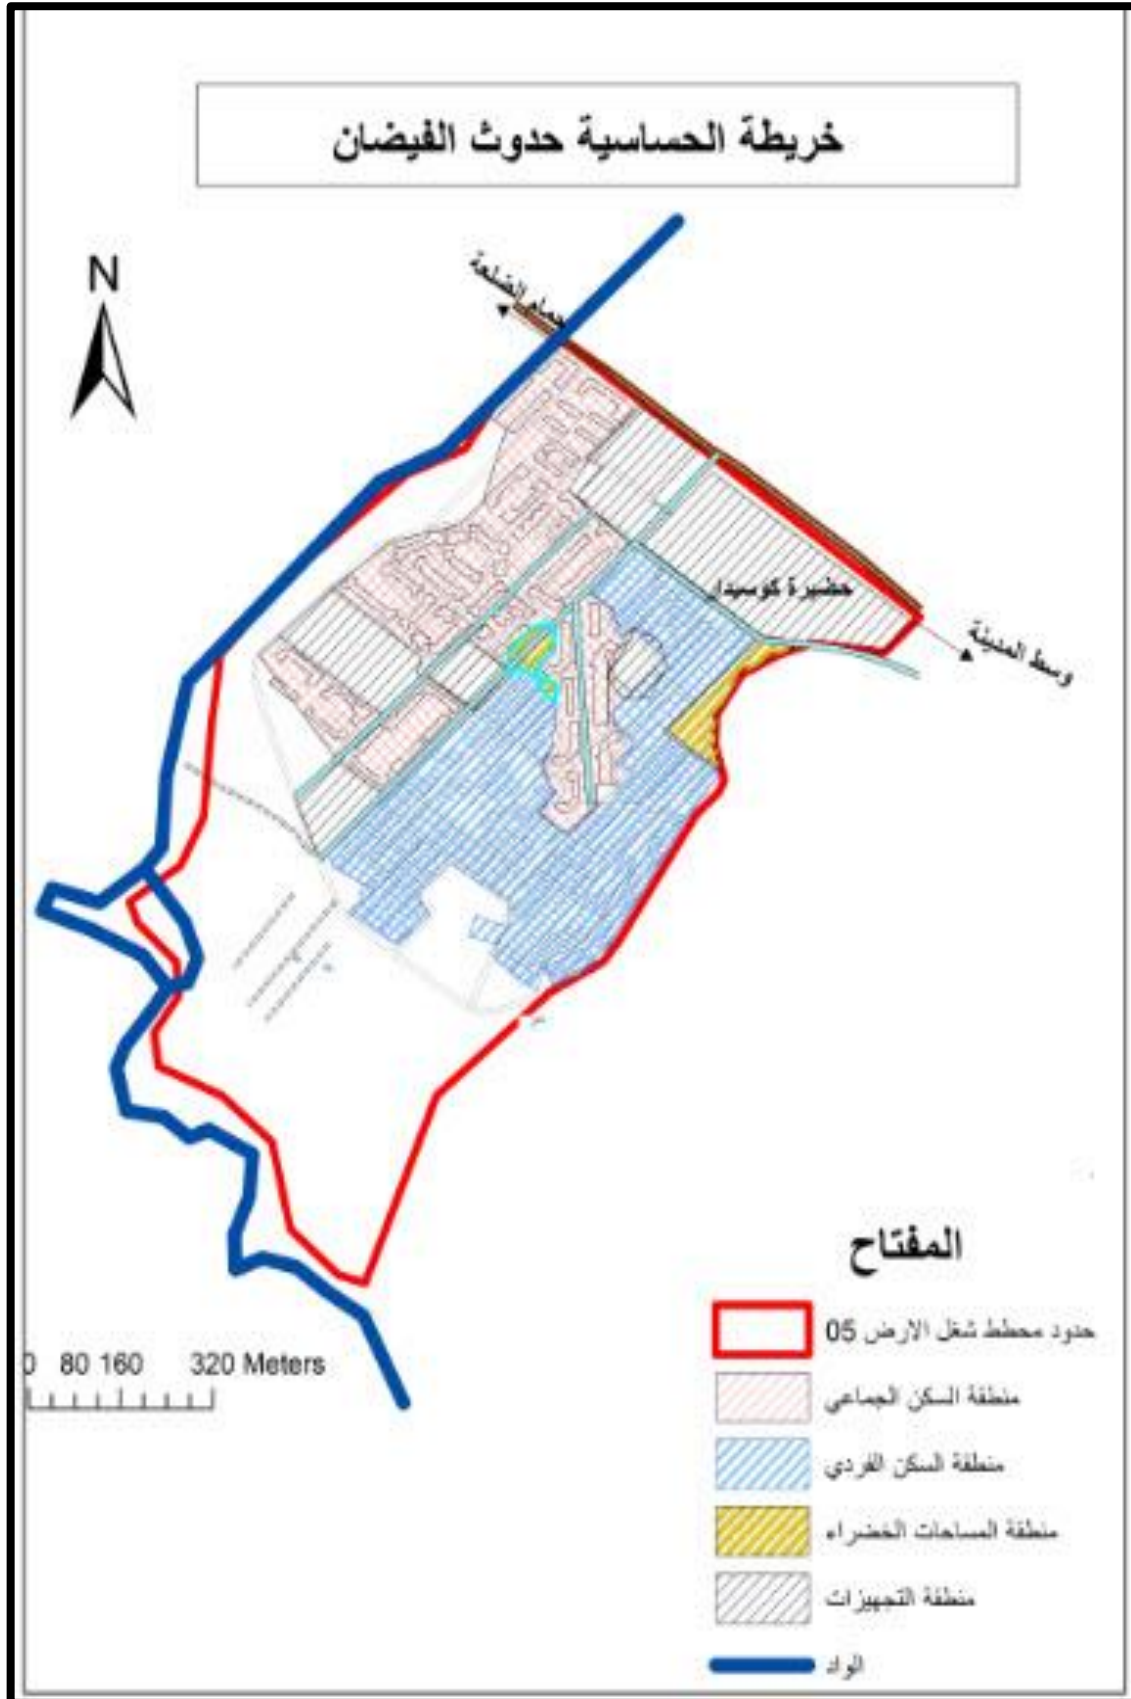 خريطة الحساسية حدوث الفيضان
N
حمام الضلعة
حضيرة كوسيدار
وسط المدينة
المفتاح
حدود مخطط شغل الارض 05
منطقة السكن الجماعي
منطقة السكن الفردي
منطقة المساحات الخضراء
منطقة التجهيزات
الواد
0 80 160 320 Meters